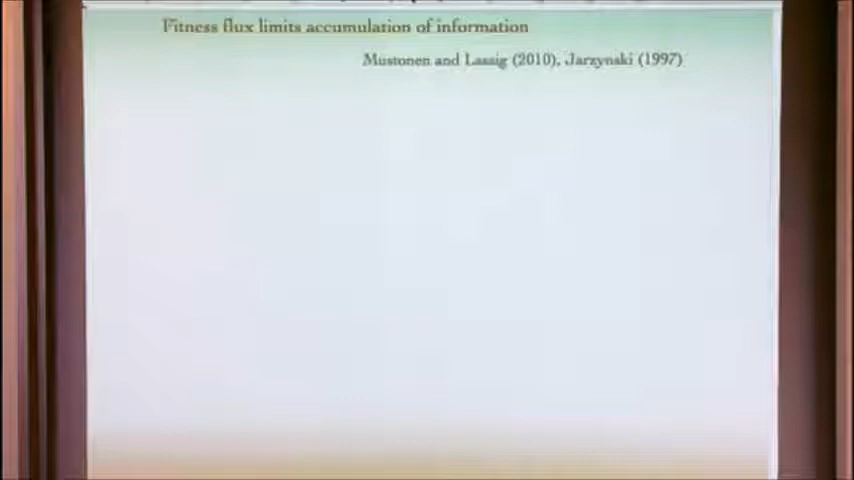 Fitness flux limits accumulation of information
Mustonen and Lassig (2010), Jarzynski (1997)